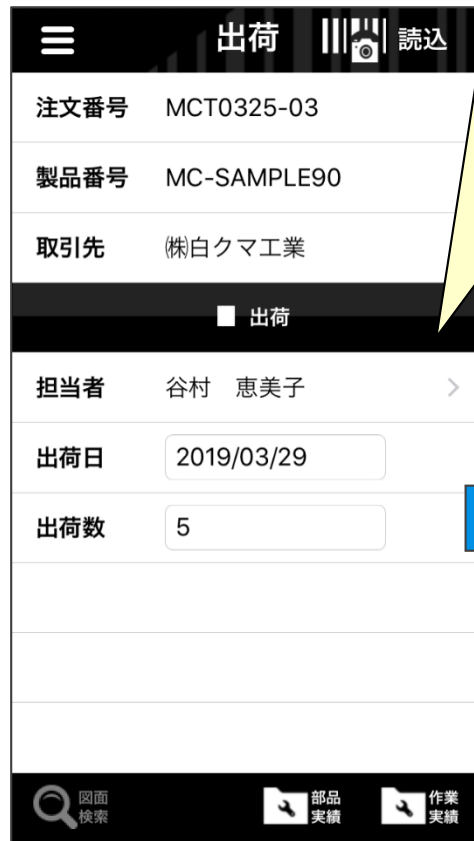 出荷 読込
注文番号 MCT0325-03
製品番号 MC-SAMPLE90
取引先 ㈱白クマ工業
出荷
担当者 谷村　恵美子
出荷日 2019/03/29
出荷数 5
図面
検索
部品
実績
作業
実績